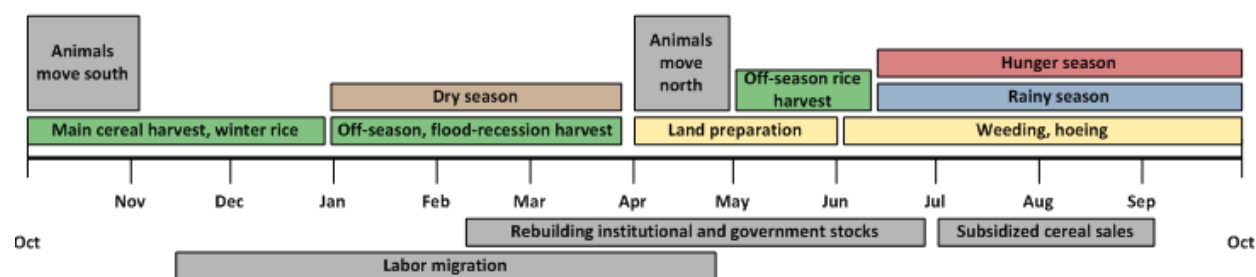 Animals
move south
Animals
move
north
Hunger season
Off-season rice
harvest
Dry season
Rainy season
Main cereal harvest, winter rice
Off-season, flood-recession harvest
Land preparation
Weeding, hoeing
Nov Dec Jan Feb Mar Apr May Jun Jul Aug Sep
Rebuilding institutional and government stocks
Subsidized cereal sales
Oct Oct
Labor migration